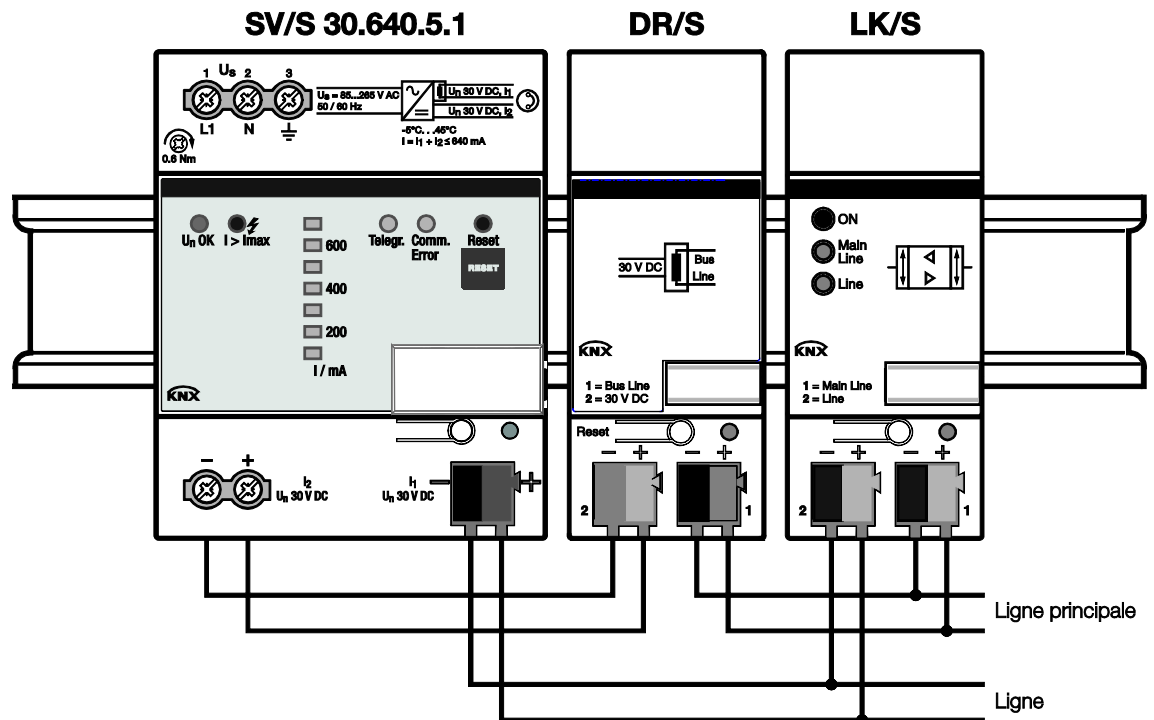 SV/S 30.640.5.1
DR/S
LK/S
1 Us 2 3
L1 N
0.6 Nm
Us = 85...265 V AC
50 / 60 Hz
Un 30 V DC, I1
Un 30 V DC, I2
-5°C. . .45°C
I = I1 + I2 ≤ 640 mA
Un OK
I > Imax
600
400
200
I / mA
Telegr.
Comm.
Error
Reset
RESET
KNX
30 V DC
Bus
Line
KNX
1 = Bus Line
2 = 30 V DC
ON
Main
Line
Line
KNX
1 = Main Line
2 = Line
− +
I2
Un 30 V DC
I1
Un 30 V DC
− +
Reset
− +
− +
2
1
− +
− +
2
1
Ligne principale
Ligne